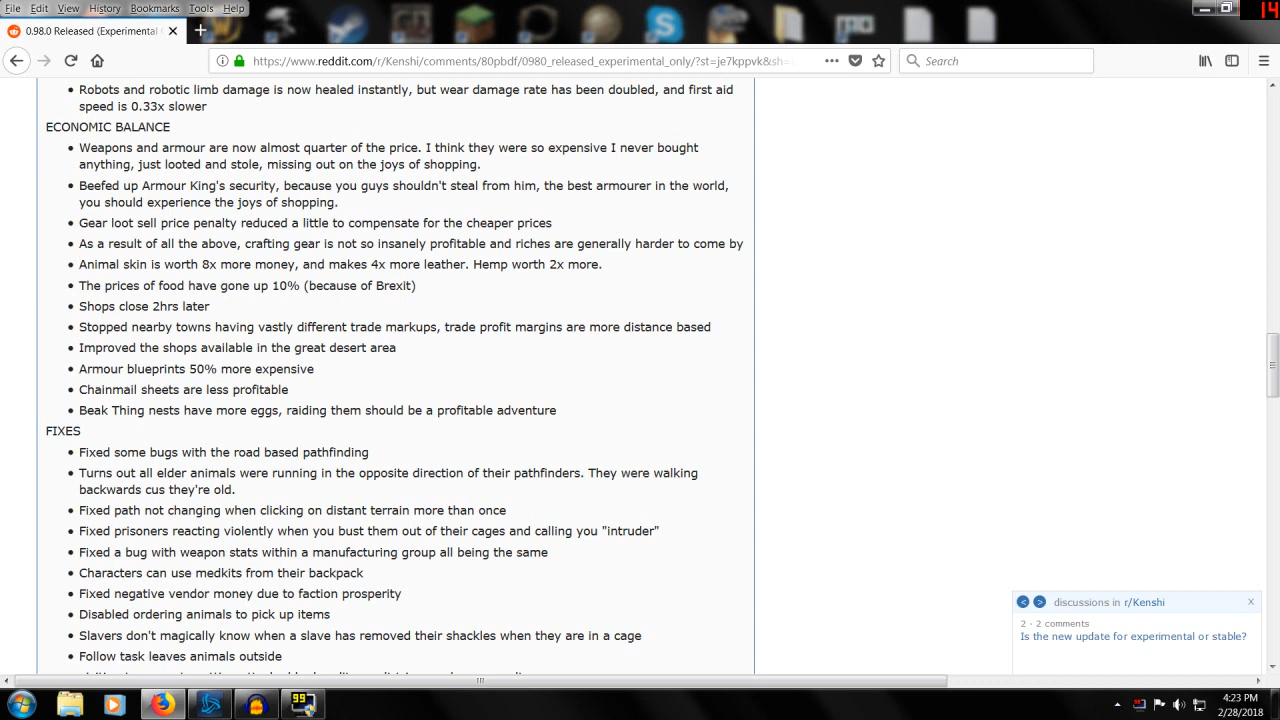 File Edit View History Bookmarks Tools Help
14
0.98.0 Released (Experimental
https://www.reddit.com/r/Kenshi/comments/80pbdf/0980_released_experimental_only/?st=je7kppvk&sh=
Search
• Robots and robotic limb damage is now healed instantly, but wear damage rate has been doubled, and first aid
speed is 0.33x slower
ECONOMIC BALANCE
• Weapons and armour are now almost quarter of the price. I think they were so expensive I never bought
anything, just looted and stole, missing out on the joys of shopping.
• Beefed up Armour King's security, because you guys shouldn't steal from him, the best armourer in the world,
you should experience the joys of shopping.
• Gear loot sell price penalty reduced a little to compensate for the cheaper prices
• As a result of all the above, crafting gear is not so insanely profitable and riches are generally harder to come by
• Animal skin is worth 8x more money, and makes 4x more leather. Hemp worth 2x more.
• The prices of food have gone up 10% (because of Brexit)
• Shops close 2hrs later
• Stopped nearby towns having vastly different trade markups, trade profit margins are more distance based
• Improved the shops available in the great desert area
• Armour blueprints 50% more expensive
• Chainmail sheets are less profitable
• Beak Thing nests have more eggs, raiding them should be a profitable adventure
FIXES
• Fixed some bugs with the road based pathfinding
• Turns out all elder animals were running in the opposite direction of their pathfinders. They were walking
backwards cus they're old.
• Fixed path not changing when clicking on distant terrain more than once
• Fixed prisoners reacting violently when you bust them out of their cages and calling you "intruder"
• Fixed a bug with weapon stats within a manufacturing group all being the same
• Characters can use medkits from their backpack
• Fixed negative vendor money due to faction prosperity
• Disabled ordering animals to pick up items
• Slavers don't magically know when a slave has removed their shackles when they are in a cage
• Follow task leaves animals outside
discussions in r/Kenshi X
2 · 2 comments
Is the new update for experimental or stable?
99
4:23 PM
2/28/2018